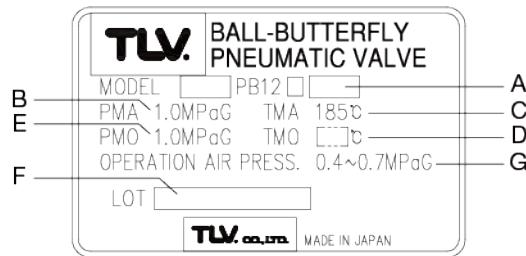 TLV. BALL-BUTTERFLY
PNEUMATIC VALVE
MODEL PB12 A
B PMA 1.0MPaG TMA 185℃ C
E PMO 1.0MPaG TMO ℃ D
OPERATION AIR PRESS. 0.4~0.7MPaG G
F
LOT
TLV. CO., LTD. MADE IN JAPAN